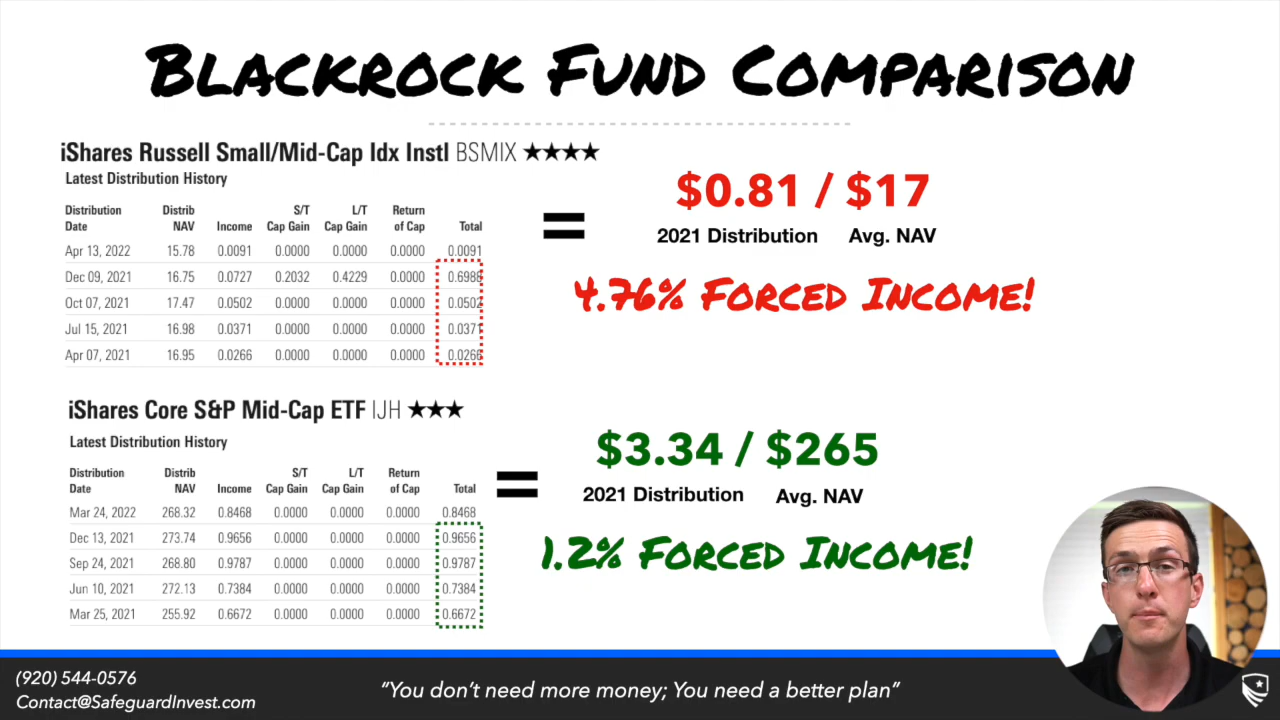 BLACKROCK FUND COMPARISON
iShares Russell Small/Mid-Cap Idx Instl BSMIX ★★★★
Latest Distribution History
Distribution Date Distrib NAV Income S/T Cap Gain L/T Cap Gain Return of Cap Total
Apr 13, 2022 15.78 0.0091 0.0000 0.0000 0.0000 0.0091
Dec 09, 2021 16.75 0.0727 0.2032 0.4229 0.0000 0.6988
Oct 07, 2021 17.47 0.0502 0.0000 0.0000 0.0000 0.0502
Jul 15, 2021 16.98 0.0371 0.0000 0.0000 0.0000 0.0371
Apr 07, 2021 16.95 0.0266 0.0000 0.0000 0.0000 0.0266
=
$0.81 / $17
2021 Distribution Avg. NAV
4.76% FORCED INCOME!
iShares Core S&P Mid-Cap ETF IJH ★★★
Latest Distribution History
Distribution Date Distrib NAV Income S/T Cap Gain L/T Cap Gain Return of Cap Total
Mar 24, 2022 268.32 0.8468 0.0000 0.0000 0.0000 0.8468
Dec 13, 2021 273.74 0.9656 0.0000 0.0000 0.0000 0.9656
Sep 24, 2021 268.80 0.9787 0.0000 0.0000 0.0000 0.9787
Jun 10, 2021 272.13 0.7384 0.0000 0.0000 0.0000 0.7384
Mar 25, 2021 255.92 0.6672 0.0000 0.0000 0.0000 0.6672
=
$3.34 / $265
2021 Distribution Avg. NAV
1.2% FORCED INCOME!
(920) 544-0576
Contact@SafeguardInvest.com
“You don’t need more money; You need a better plan”